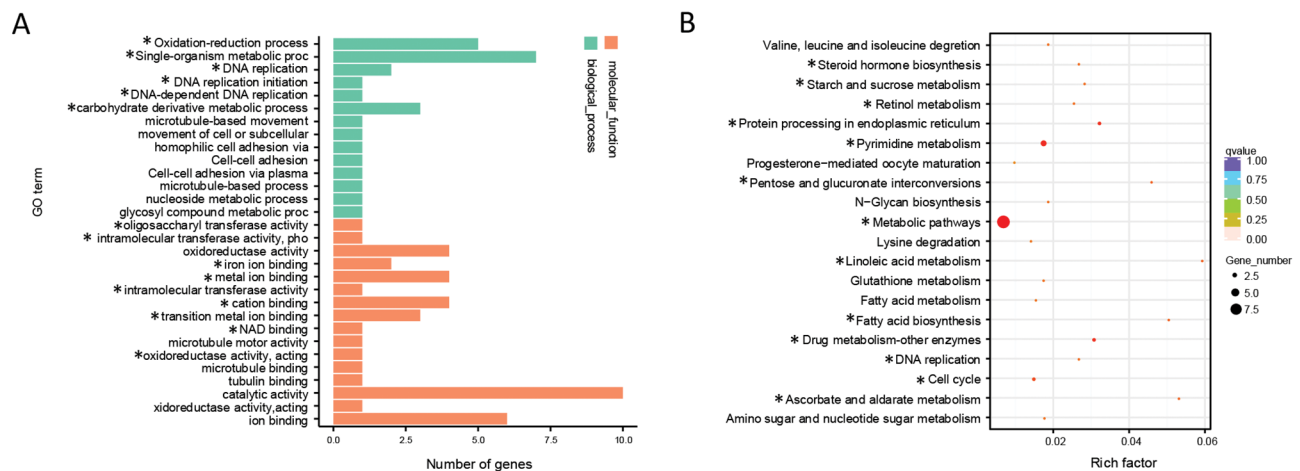 A
GO term
* Oxidation-reduction process
*Single-organism metabolic proc
* DNA replication
* DNA replication initiation
* DNA-dependent DNA replication
*carbohydrate derivative metabolic process
microtubule-based movement
movement of cell or subcellular
homophilic cell adhesion via
Cell-cell adhesion
Cell-cell adhesion via plasma
microtubule-based process
nucleoside metabolic process
glycosyl compound metabolic proc
*oligosaccharyl transferase activity
* intramolecular transferase activity, pho
oxidoreductase activity
* iron ion binding
* metal ion binding
* intramolecular transferase activity
* cation binding
* transition metal ion binding
* NAD binding
microtubule motor activity
*oxidoreductase activity, acting
microtubule binding
tubulin binding
catalytic activity
xidoreductase activity,acting
ion binding
0.0 2.5 5.0 7.5 10.0
Number of genes
molecular_function
biological_process
B
Valine, leucine and isoleucine degretion
* Steroid hormone biosynthesis
* Starch and sucrose metabolism
* Retinol metabolism
* Protein processing in endoplasmic reticulum
* Pyrimidine metabolism
Progesterone-mediated oocyte maturation
* Pentose and glucuronate interconversions
N-Glycan biosynthesis
* Metabolic pathways
Lysine degradation
* Linoleic acid metabolism
Glutathione metabolism
Fatty acid metabolism
* Fatty acid biosynthesis
* Drug metabolism-other enzymes
* DNA replication
* Cell cycle
* Ascorbate and aldarate metabolism
Amino sugar and nucleotide sugar metabolism
0.02 0.04 0.06
Rich factor
qvalue
1.00
0.75
0.50
0.25
0.00
Gene_number
2.5
5.0
7.5